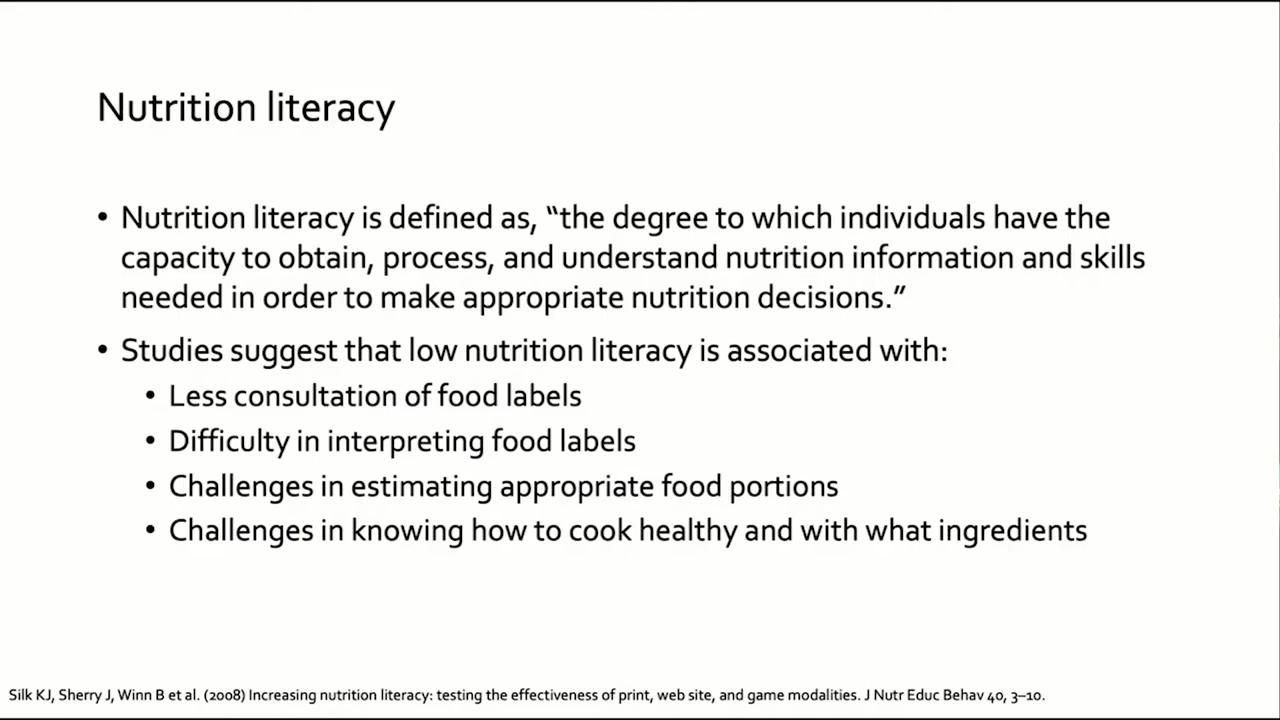 Nutrition literacy
• Nutrition literacy is defined as, “the degree to which individuals have the
capacity to obtain, process, and understand nutrition information and skills
needed in order to make appropriate nutrition decisions.”
• Studies suggest that low nutrition literacy is associated with:
• Less consultation of food labels
• Difficulty in interpreting food labels
• Challenges in estimating appropriate food portions
• Challenges in knowing how to cook healthy and with what ingredients
Silk KJ, Sherry J, Winn B et al. (2008) Increasing nutrition literacy: testing the effectiveness of print, web site, and game modalities. J Nutr Educ Behav 40, 3–10.